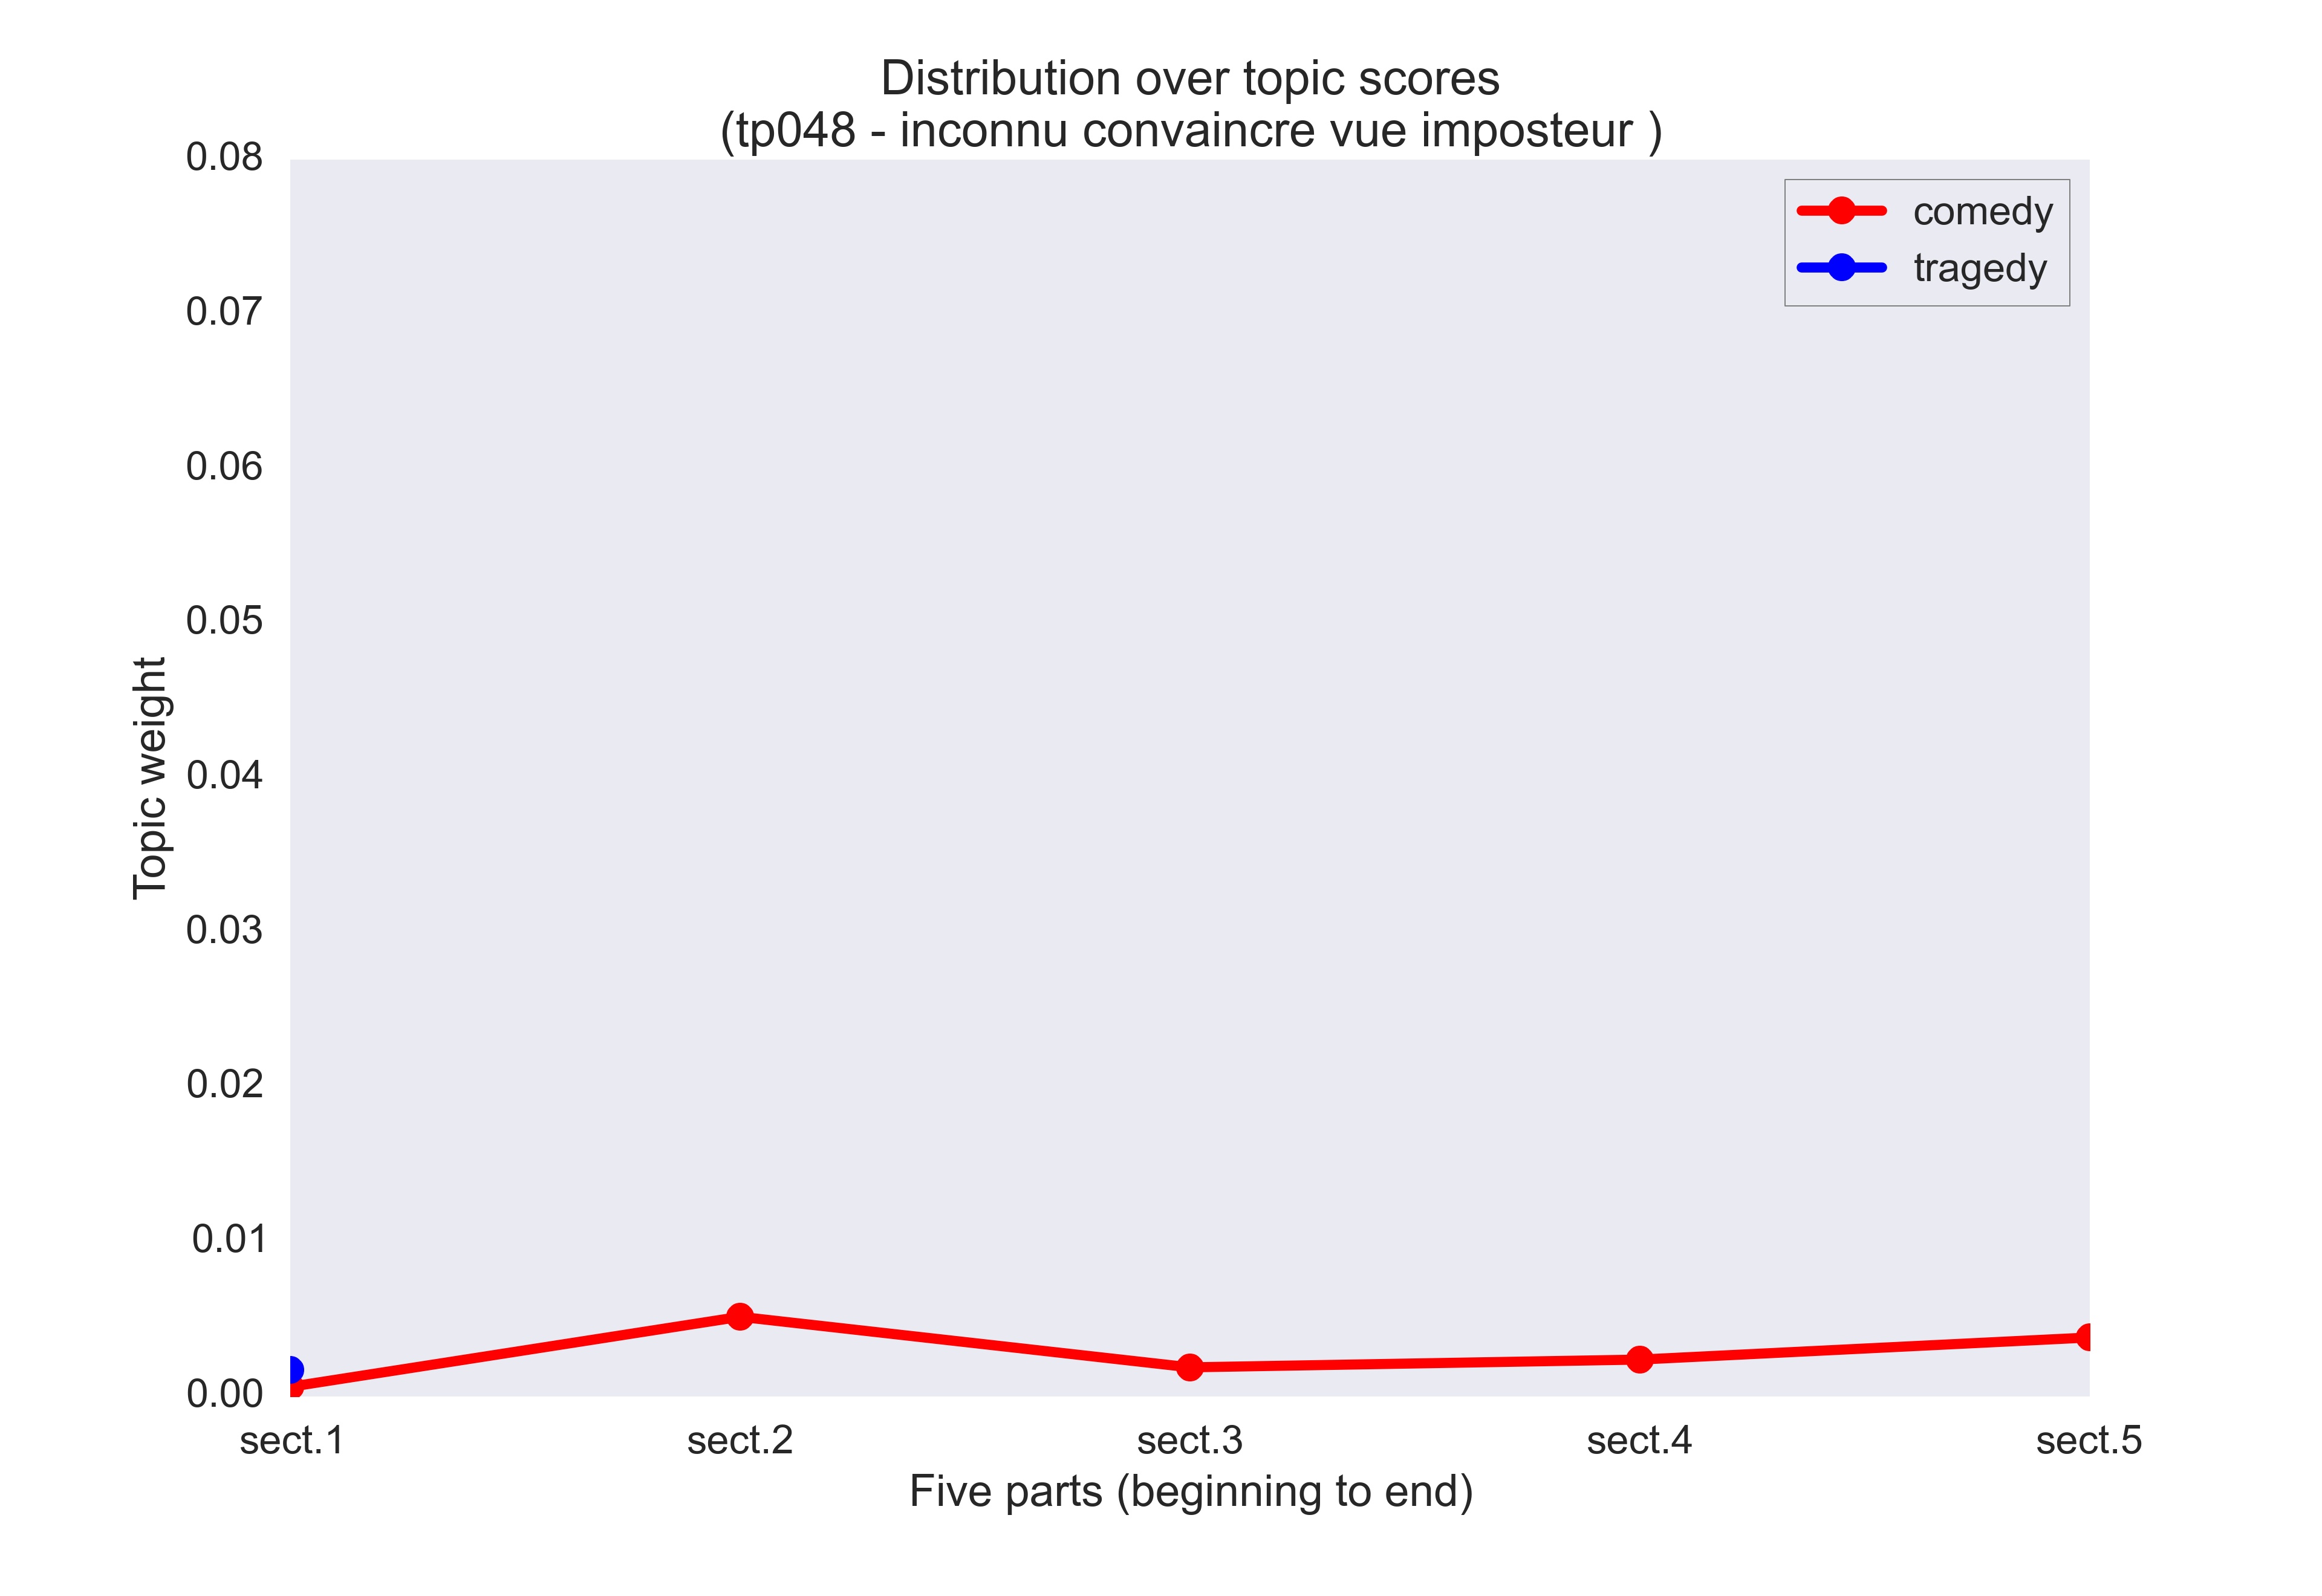 Distribution over topic scores
(tp048 - inconnu convaincre vue imposteur )
comedy
tragedy
Topic weight
0.08
0.07
0.06
0.05
0.04
0.03
0.02
0.01
0.00
sect.1
sect.2
sect.3
sect.4
sect.5
Five parts (beginning to end)